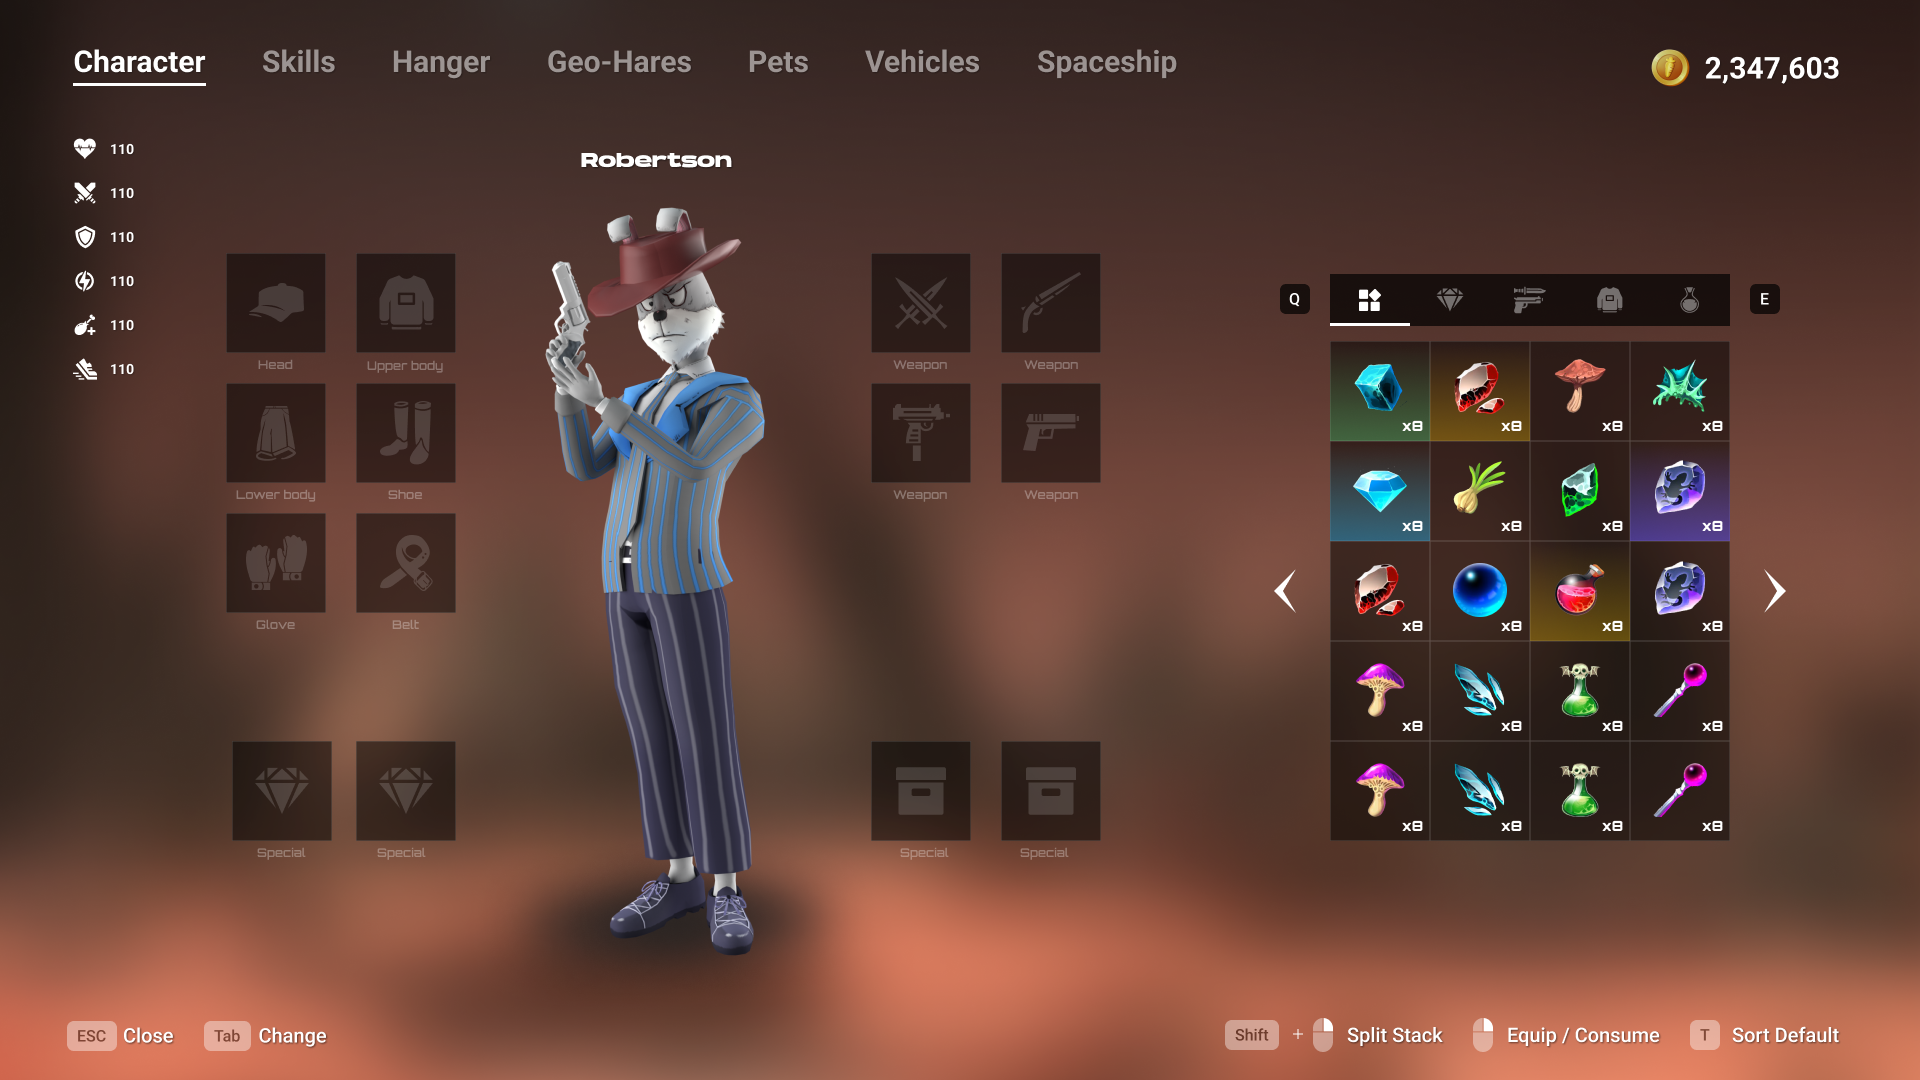 Character Skills Hanger Geo-Hares Pets Vehicles Spaceship
2,347,603
110
110
110
110
110
110
Robertson
Head Upper body
Lower body Shoe
Glove Belt
Special Special
Weapon Weapon
Weapon Weapon
Special Special
Q E
x8 x8 x8 x8
x8 x8 x8 x8
x8 x8 x8 x8
x8 x8 x8 x8
x8 x8 x8 x8
ESC Close Tab Change
Shift + Split Stack Equip / Consume T Sort Default